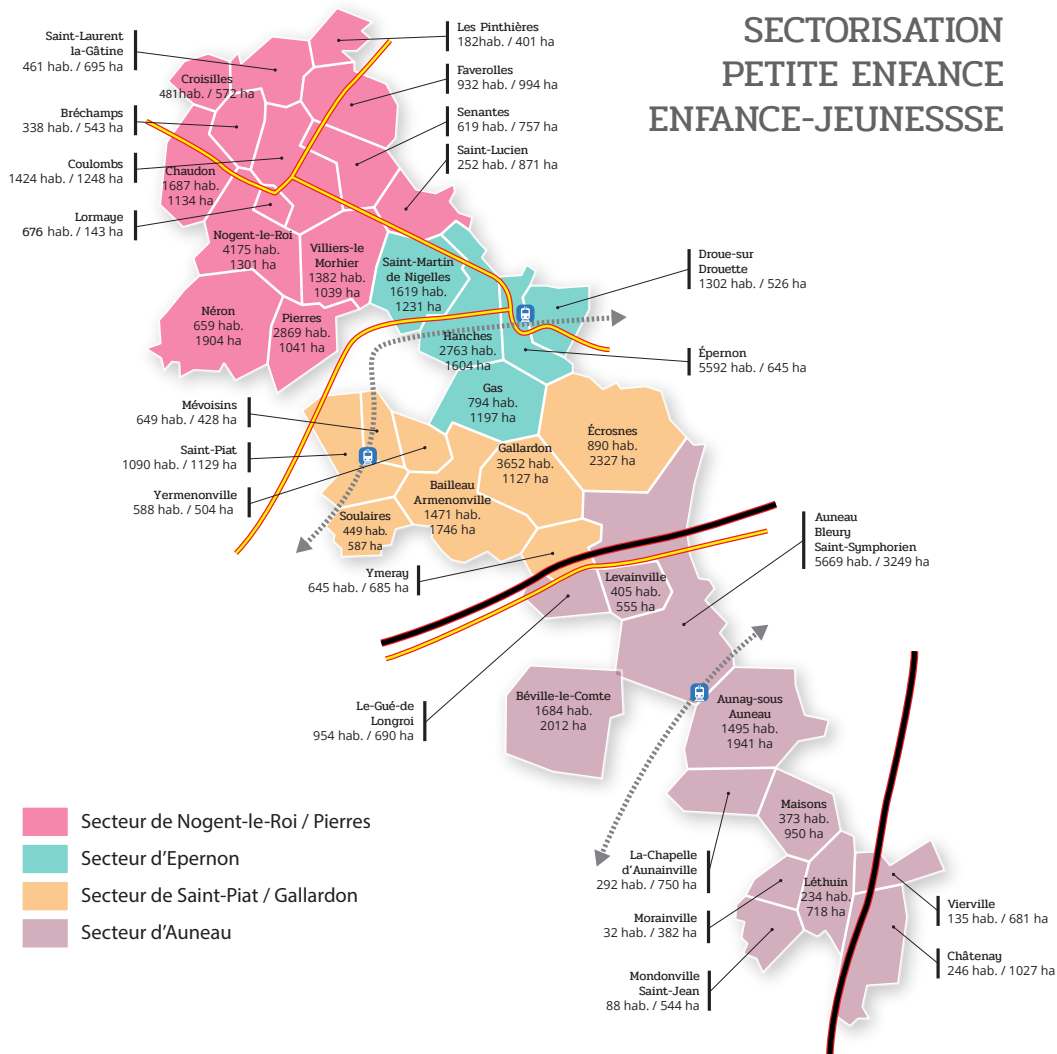 SECTORISATION
PETITE ENFANCE
ENFANCE-JEUNESSSE
Saint-Laurent
la-Gâtine
461 hab. / 695 ha
Les Pinthières
182hab. / 401 ha
Croisilles
481hab. / 572 ha
Faverolles
932 hab. / 994 ha
Bréchamps
338 hab. / 543 ha
Senantes
619 hab. / 757 ha
Coulombs
1424 hab. / 1248 ha
Saint-Lucien
252 hab. / 871 ha
Chaudon
1687 hab.
1134 ha
Lormaye
676 hab. / 143 ha
Nogent-le-Roi
4175 hab.
1301 ha
Villiers-le
Morhier
1382 hab.
1039 ha
Saint-Martin
de Nigelles
1619 hab.
1231 ha
Droue-sur
Drouette
1302 hab. / 526 ha
Néron
659 hab.
1904 ha
Pierres
2869 hab.
1041 ha
Hanches
2763 hab.
1604 ha
Épernon
5592 hab. / 645 ha
Gas
794 hab.
1197 ha
Mévoisins
649 hab. / 428 ha
Saint-Piat
1090 hab. / 1129 ha
Yermenonville
588 hab. / 504 ha
Écrosnes
890 hab.
2327 ha
Gallardon
3652 hab.
1127 ha
Bailleau
Armenonville
1471 hab.
1746 ha
Soulaires
449 hab.
587 ha
Ymeray
645 hab. / 685 ha
Auneau
Bleury
Saint-Symphorien
5669 hab. / 3249 ha
Levainville
405 hab.
555 ha
Le-Gué-de
Longroi
954 hab. / 690 ha
Béville-le-Comte
1684 hab.
2012 ha
Aunay-sous
Auneau
1495 hab.
1941 ha
Maisons
373 hab.
950 ha
La-Chapelle
d'Aunainville
292 hab. / 750 ha
Léthuin
234 hab.
718 ha
Morainville
32 hab. / 382 ha
Vierville
135 hab. / 681 ha
Châtenay
246 hab. / 1027 ha
Mondonville
Saint-Jean
88 hab. / 544 ha
Secteur de Nogent-le-Roi / Pierres
Secteur d'Epernon
Secteur de Saint-Piat / Gallardon
Secteur d'Auneau